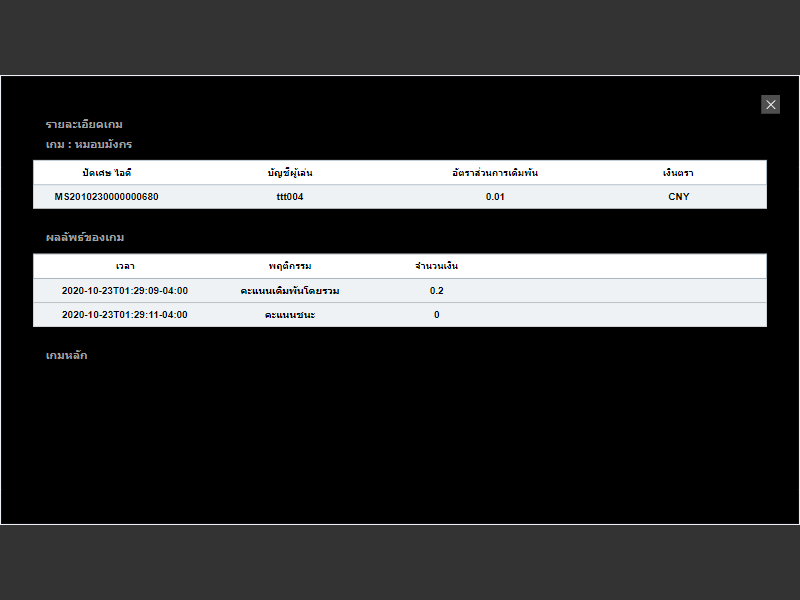 รายละเอียดเกม
เกม : หมอบมังกร
ปัดเศษ ไอดี บัญชีผู้เล่น อัตราส่วนการเดิมพัน เงินตรา
MS2010230000000680 ttt004 0.01 CNY
ผลลัพธ์ของเกม
เวลา พฤติกรรม จำนวนเงิน
2020-10-23T01:29:09-04:00 คะแนนเดิมพันโดยรวม 0.2
2020-10-23T01:29:11-04:00 คะแนนชนะ 0
เกมหลัก